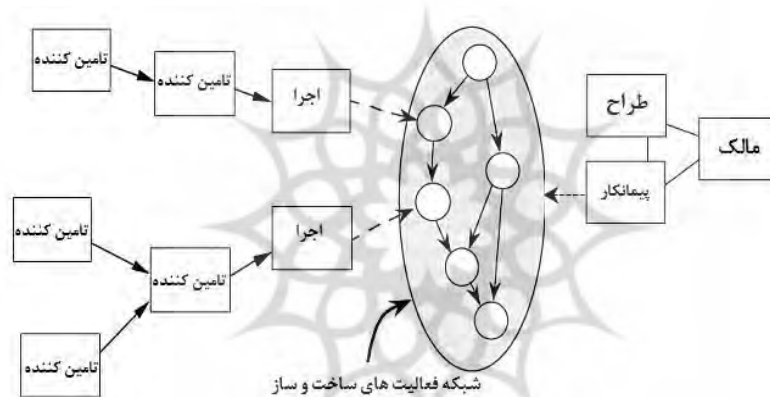 تامین کننده
تامین کننده
اجرا
طراح
مالک
پیمانکار
تامین کننده
تامین کننده
اجرا
تامین کننده
شبکه فعالیت های ساخت و ساز